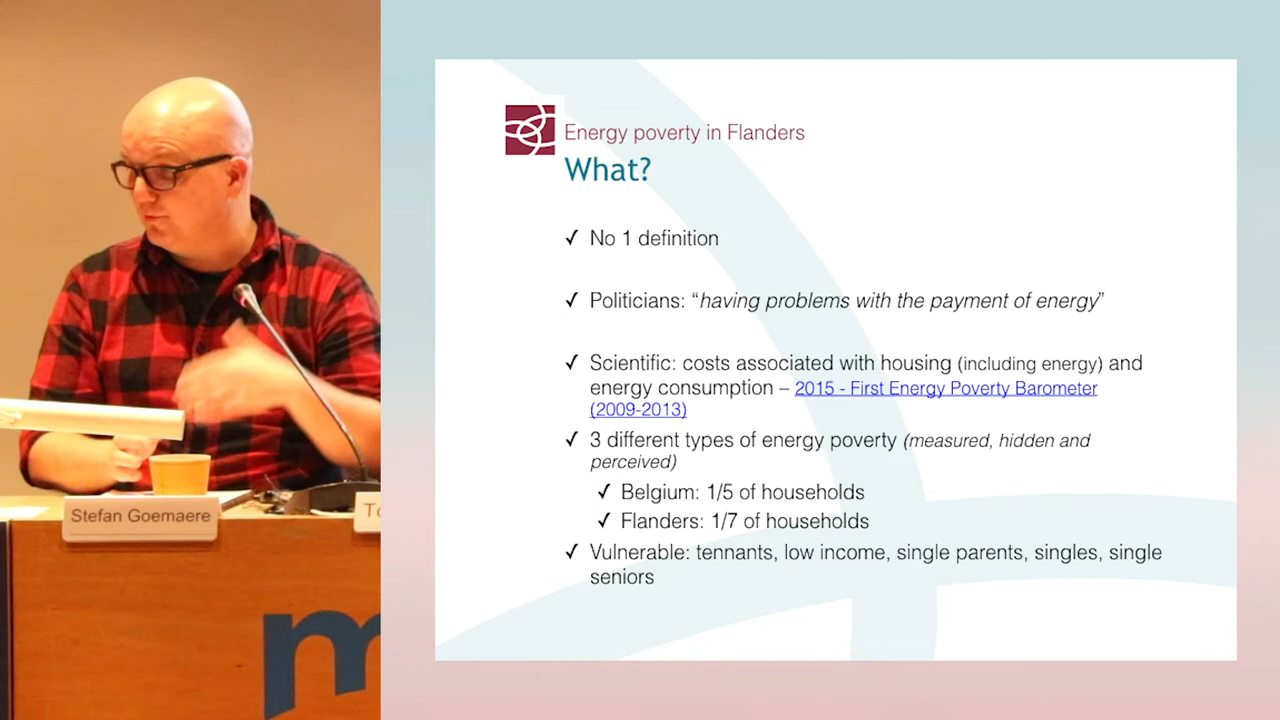 Energy poverty in Flanders
What?
✓ No 1 definition
✓ Politicians: “having problems with the payment of energy”
✓ Scientific: costs associated with housing (including energy) and
energy consumption – 2015 - First Energy Poverty Barometer
(2009-2013)
✓ 3 different types of energy poverty (measured, hidden and
perceived)
✓ Belgium: 1/5 of households
✓ Flanders: 1/7 of households
✓ Vulnerable: tennants, low income, single parents, singles, single
seniors
Stefan Goemaere
To
m